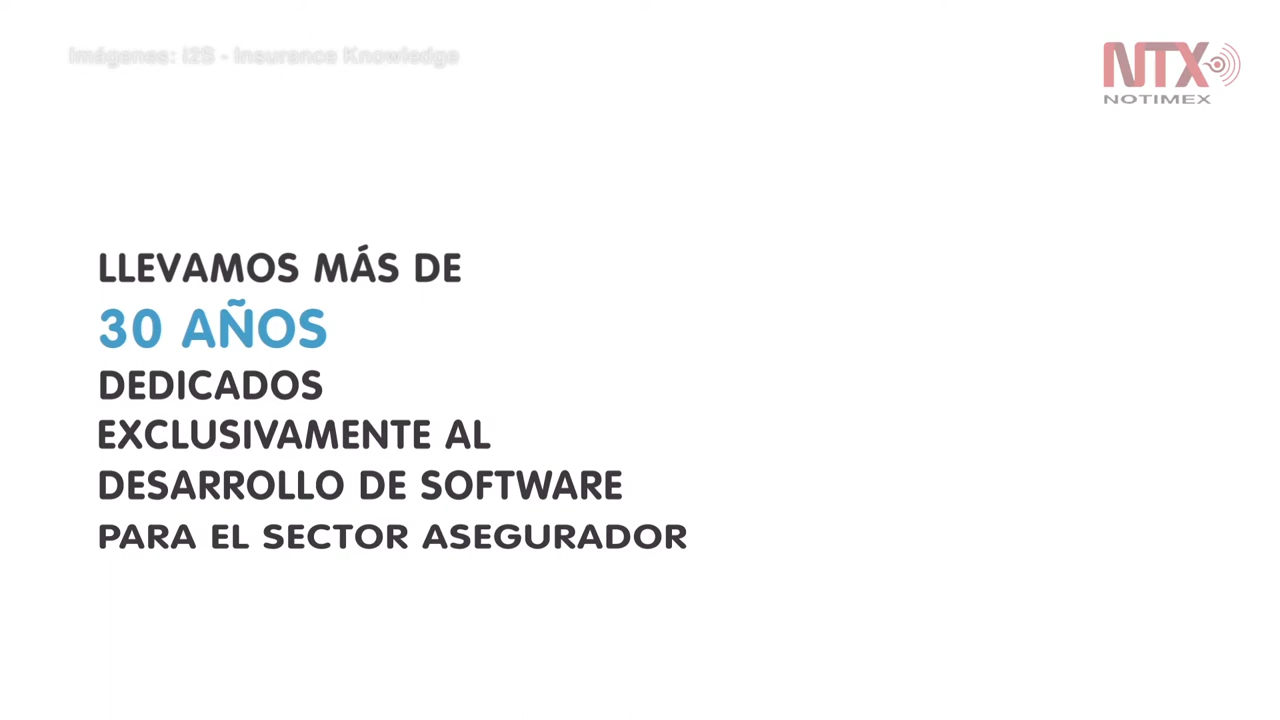 Imágenes: i2S - Insurance Knowledge
NTX
NOTIMEX
LLEVAMOS MÁS DE
30 AÑOS
DEDICADOS
EXCLUSIVAMENTE AL
DESARROLLO DE SOFTWARE
PARA EL SECTOR ASEGURADOR